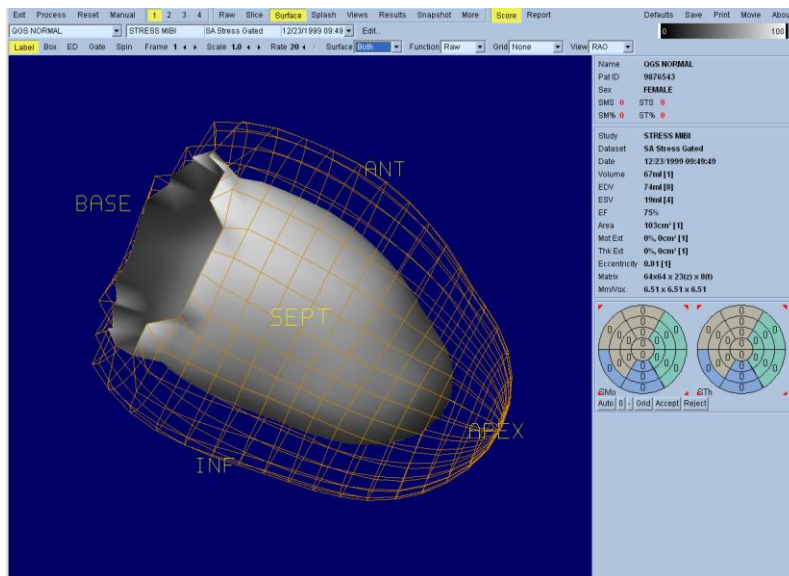 Exit Process Reset Manual 1 2 3 4 Raw Slice Surface Splash Views Results Snapshot More Score Report Defaults Save Print Movie
QGS NORMAL STRESS MIBI SA Stress Gated 12/23/1999 09:49 Edit... 0 100
Label Box ED Gate Spin Frame 1 Scale 1.0 Rate 20 Surface Both Function Raw Grid None View RAO
Name QGS NORMAL
Pat ID 9876543
Sex FEMALE
SMS 0 STS 0
SM% 0 ST% 0
Study STRESS MIBI
Dataset SA Stress Gated
Date 12/23/1999 09:49:49
Volume 67ml [1]
EDV 74ml [8]
ESV 19ml [4]
EF 75%
Area 103cm² [1]
Mot Ext 0%, 0cm² [1]
Thk Ext 0%, 0cm² [1]
Eccentricity 0.81 [1]
Matrix 64x64 x 23(z) x 8(t)
Mm/Vox 6.51 x 6.51 x 6.51
ANT
BASE
SEPT
APEX
INF
SMo STh
Auto 0 - Grid Accept Reject